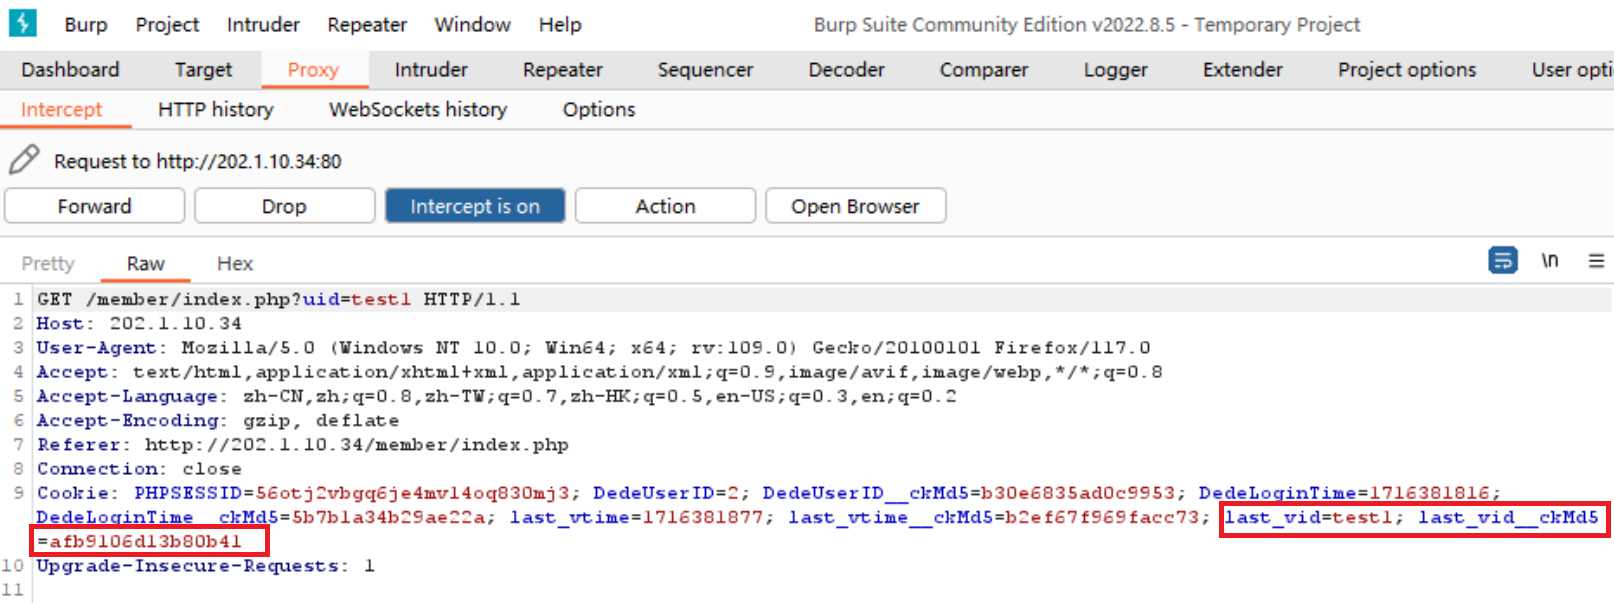 Burp Project Intruder Repeater Window Help Burp Suite Community Edition v2022.8.5 - Temporary Project
Dashboard Target Proxy Intruder Repeater Sequencer Decoder Comparer Logger Extender Project options User opti
Intercept HTTP history WebSockets history Options
Request to http://202.1.10.34:80
Forward Drop Intercept is on Action Open Browser
Pretty Raw Hex \n
1 GET /member/index.php?uid=test1 HTTP/1.1
2 Host: 202.1.10.34
3 User-Agent: Mozilla/5.0 (Windows NT 10.0; Win64; x64; rv:109.0) Gecko/20100101 Firefox/117.0
4 Accept: text/html,application/xhtml+xml,application/xml;q=0.9,image/avif,image/webp,*/*;q=0.8
5 Accept-Language: zh-CN,zh;q=0.8,zh-TW;q=0.7,zh-HK;q=0.5,en-US;q=0.3,en;q=0.2
6 Accept-Encoding: gzip, deflate
7 Referer: http://202.1.10.34/member/index.php
8 Connection: close
9 Cookie: PHPSESSID=56otj2vbgq6je4mvl4oq830mj3; DedeUserID=2; DedeUserID__ckMd5=b30e6835ad0c9953; DedeLoginTime=1716381816;
DedeLoginTime__ckMd5=5b7b1a34b29ae22a; last_vtime=1716381877; last_vtime__ckMd5=b2ef67f969facc73; last_vid=test1; last_vid__ckMd5
=afb9106d13b80b41
10 Upgrade-Insecure-Requests: 1
11